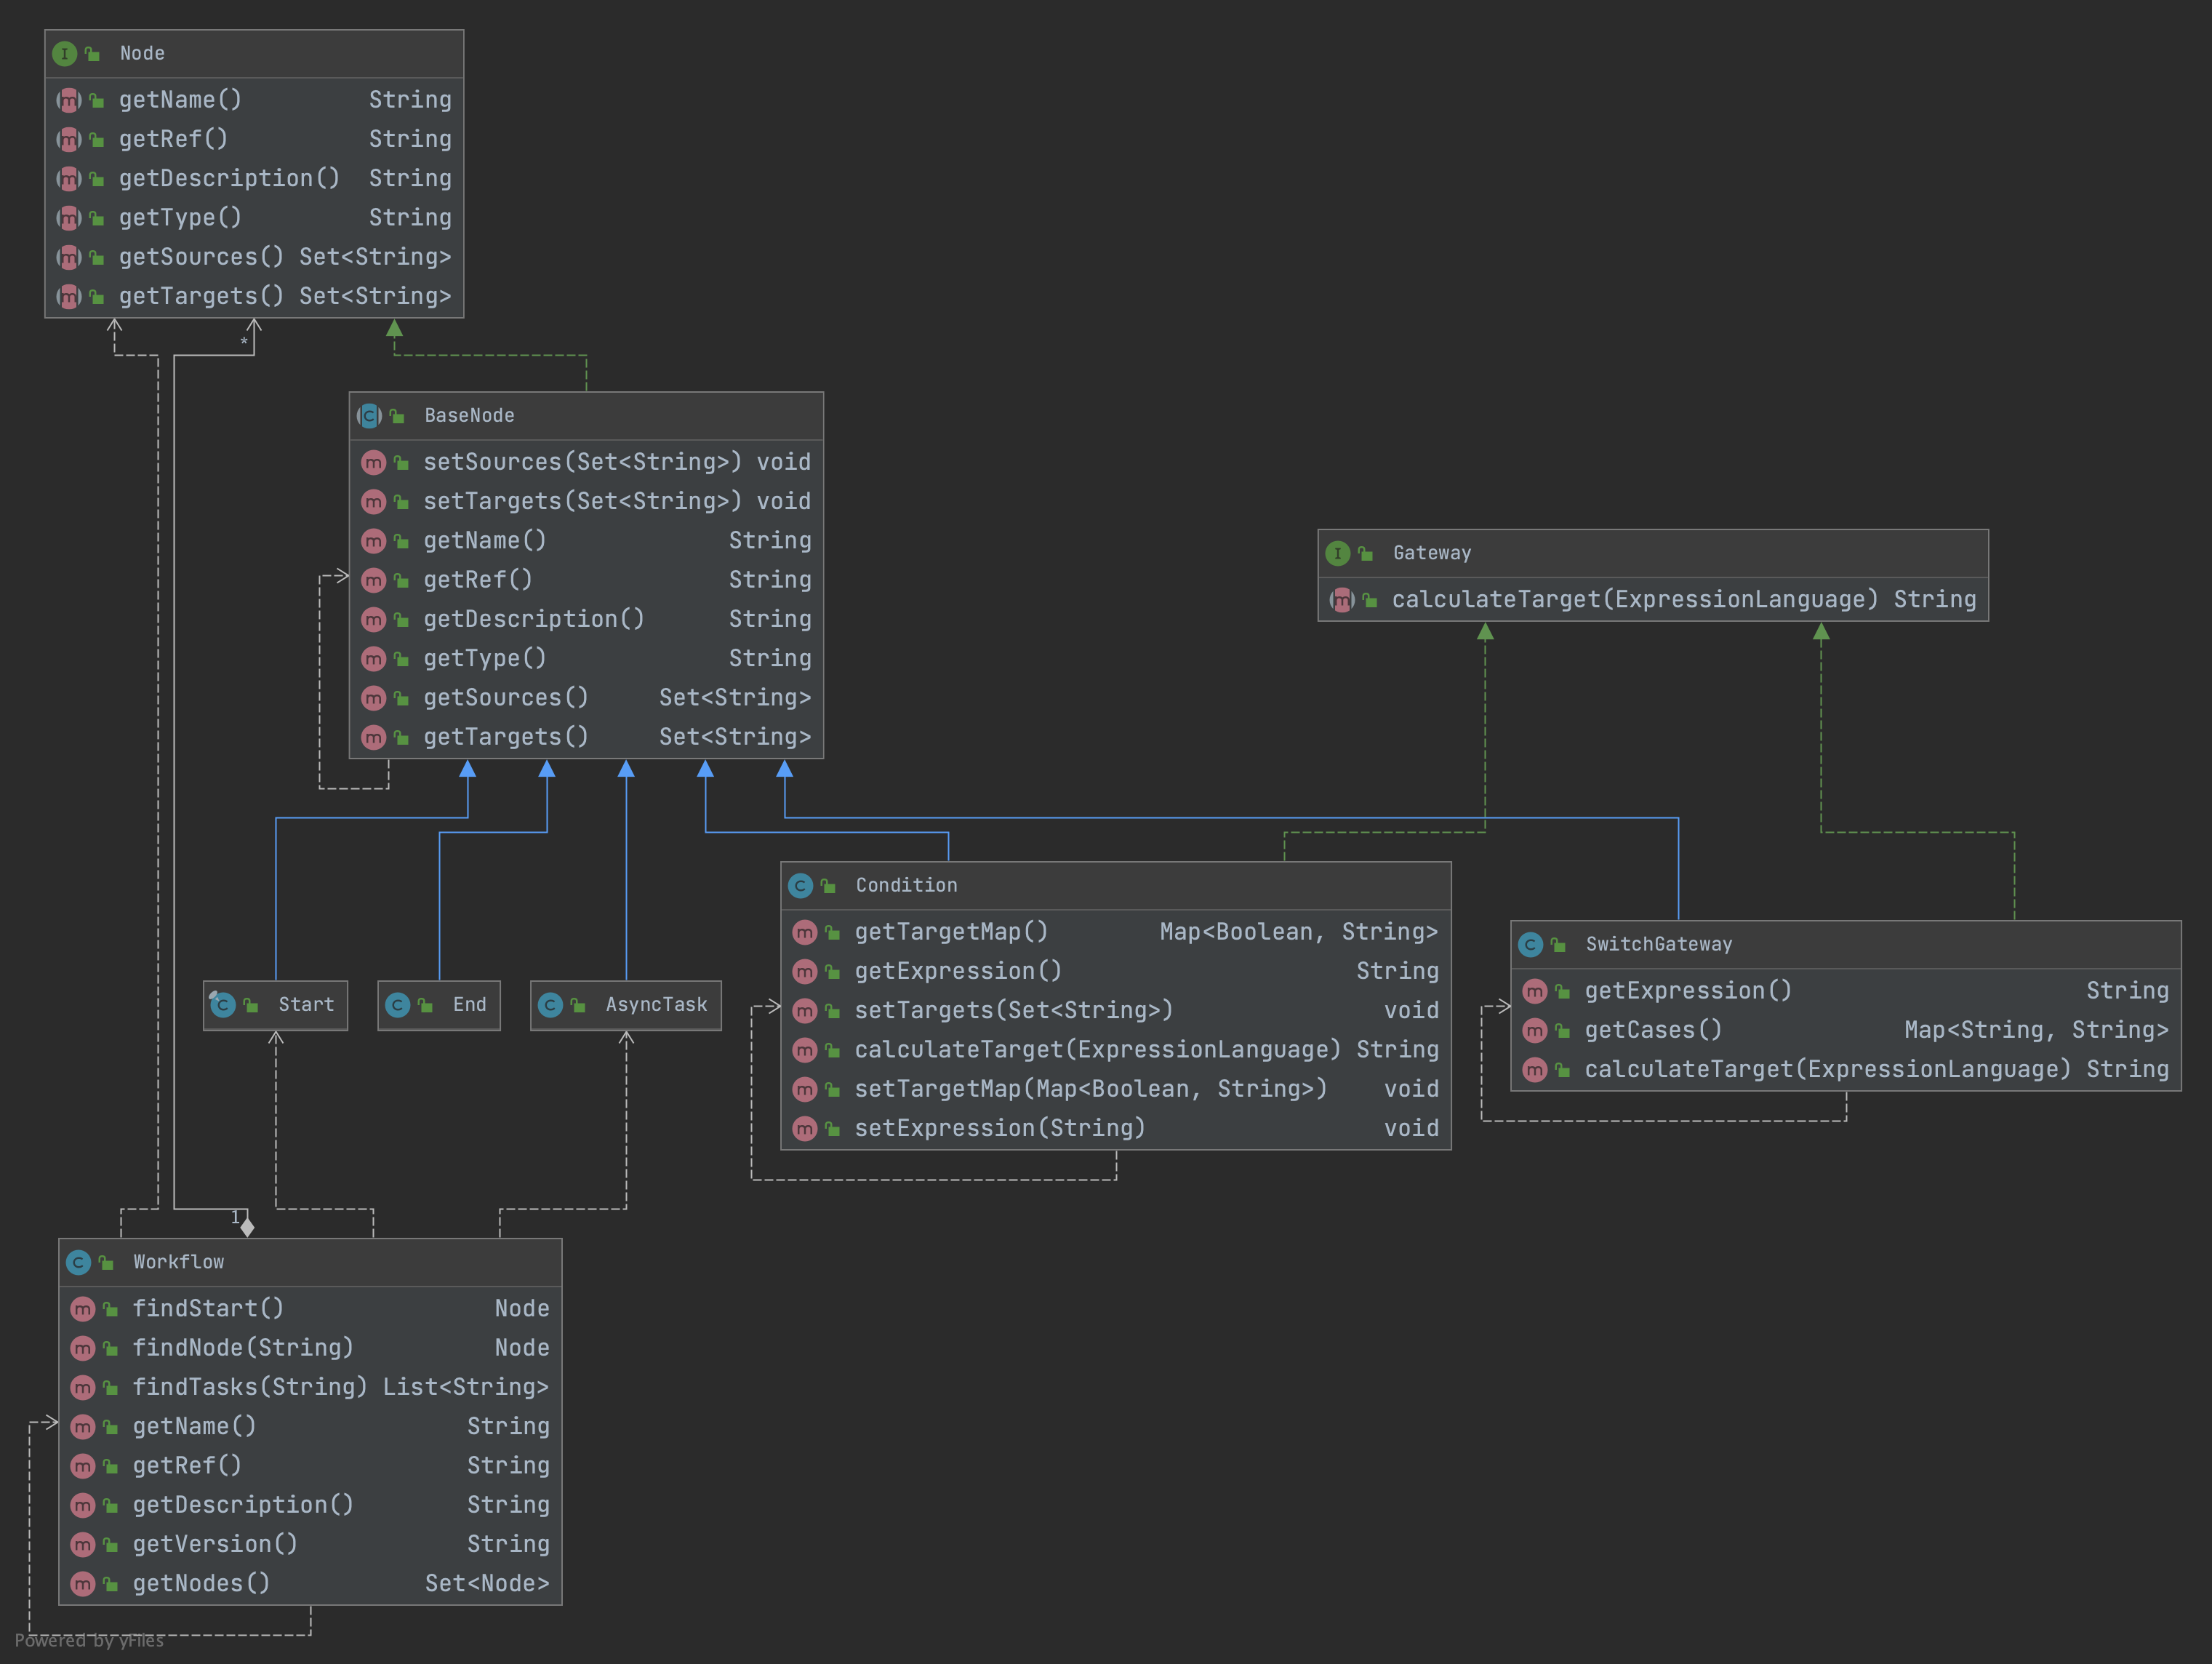 Node
getName() String
getRef() String
getDescription() String
getType() String
getSources() Set<String>
getTargets() Set<String>
*
BaseNode
setSources(Set<String>) void
setTargets(Set<String>) void
getName() String
getRef() String
getDescription() String
getType() String
getSources() Set<String>
getTargets() Set<String>
Gateway
calculateTarget(ExpressionLanguage) String
Condition
getTargetMap() Map<Boolean, String>
getExpression() String
setTargets(Set<String>) void
calculateTarget(ExpressionLanguage) String
setTargetMap(Map<Boolean, String>) void
setExpression(String) void
SwitchGateway
getExpression() String
getCases() Map<String, String>
calculateTarget(ExpressionLanguage) String
Start
End
AsyncTask
1
Workflow
findStart() Node
findNode(String) Node
findTasks(String) List<String>
getName() String
getRef() String
getDescription() String
getVersion() String
getNodes() Set<Node>
Powered by yFiles